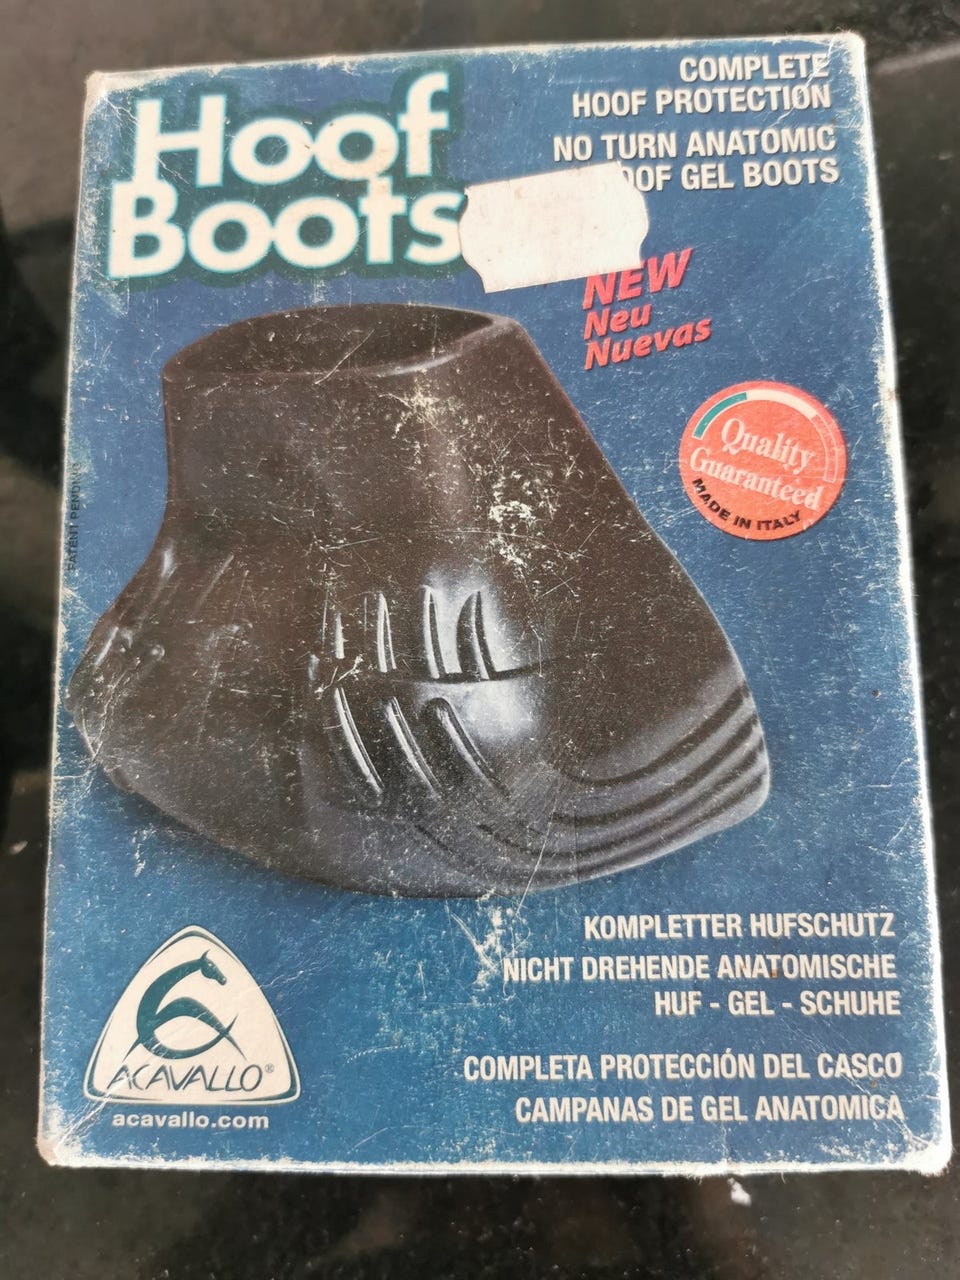 Hoof
Boots
COMPLETE
HOOF PROTECTION
NO TURN ANATOMIC
OOF GEL BOOTS
NEW
Neu
Nuevas
Quality
Guaranteed
MADE IN ITALY
PATENT PENDING
KOMPLETTER HUFSCHUTZ
NICHT DREHENDE ANATOMISCHE
HUF - GEL - SCHUHE
COMPLETA PROTECCIÓN DEL CASCO
CAMPANAS DE GEL ANATOMICA
ACAVALLO®
acavallo.com